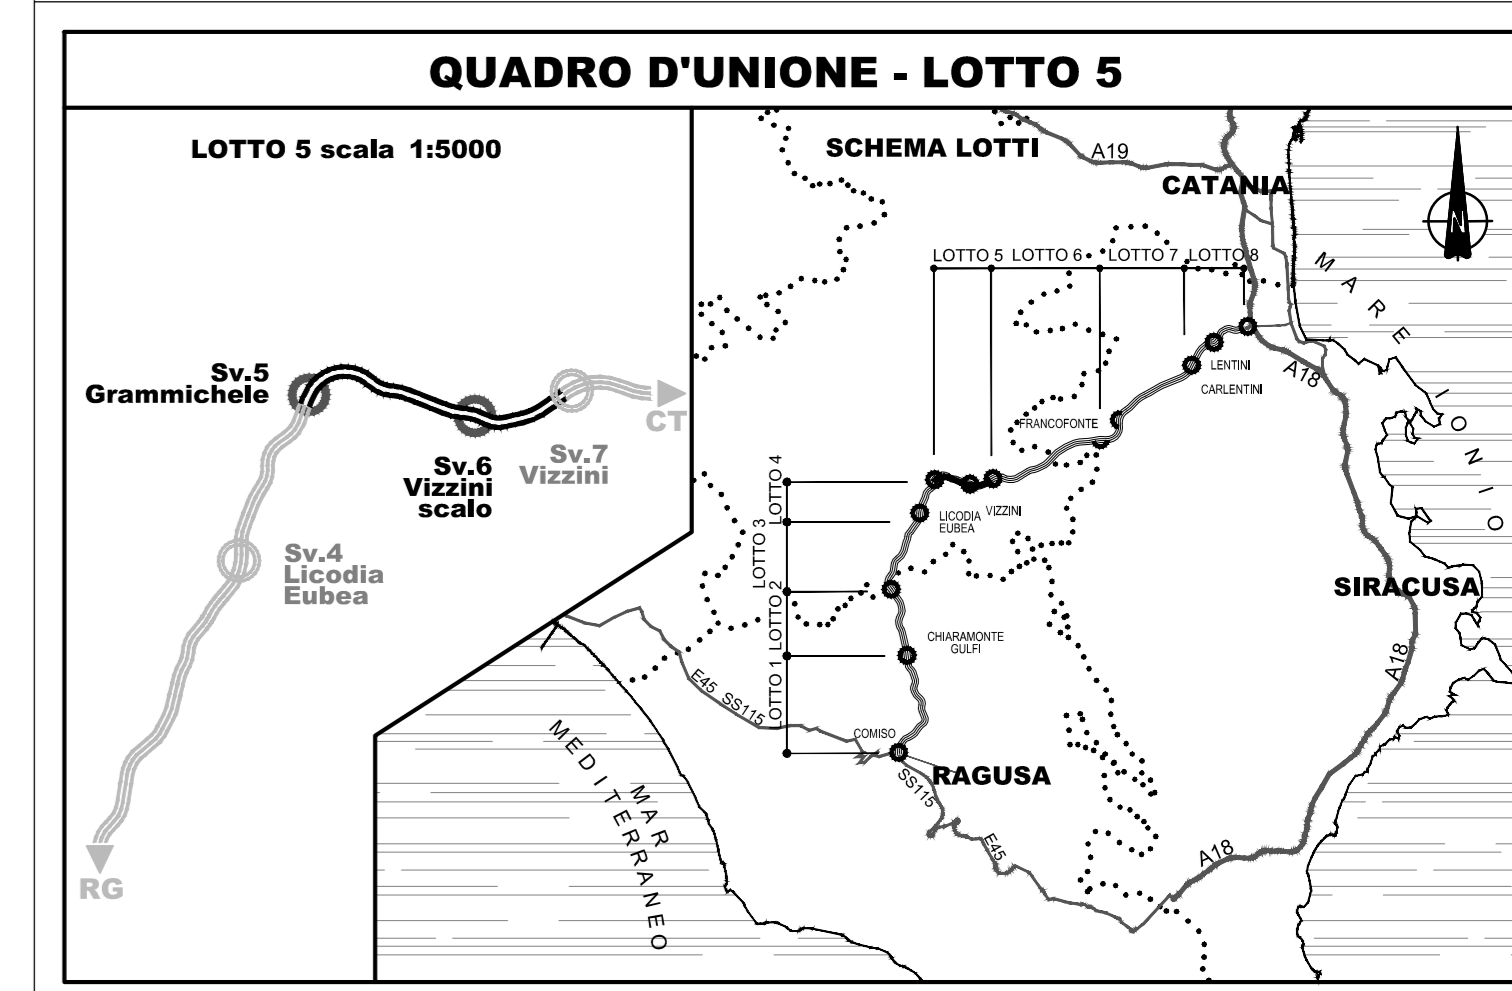 QUADRO D'UNIONE - LOTTO 5
LOTTO 5 scala 1:5000
Sv.5
Grammichele
CT
Sv.6
Vizzini
scalo
Sv.7
Vizzini
Sv.4
Licodia
Eubea
RG
SCHEMA LOTTI
A19
CATANIA
N
LOTTO 5
LOTTO 6
LOTTO 7
LOTTO 8
MARE IONIO
LENTINI
CARLENTINI
A18
FRANCOFONTE
LOTTO 4
LOTTO 3
LOTTO 2
LOTTO 1
LICODIA
EUBEA
VIZZINI
SIRACUSA
CHIARAMONTE
GULFI
A18
E45 SS115
COMISO
RAGUSA
SS115
E45
A18
MAR
MEDITERRANEO